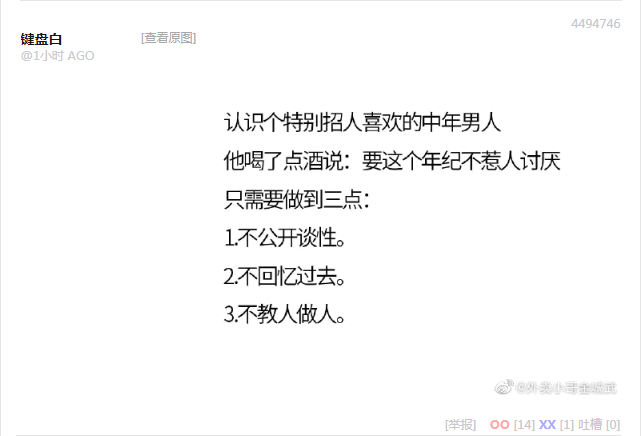 4494746
键盘白 [查看原图]
@1小时 AGO
认识个特别招人喜欢的中年男人
他喝了点酒说：要这个年纪不惹人讨厌
只需要做到三点：
1.不公开谈性。
2.不回忆过去。
3.不教人做人。
@外卖小哥金城武
[举报] OO [14] XX [1] 吐槽 [0]